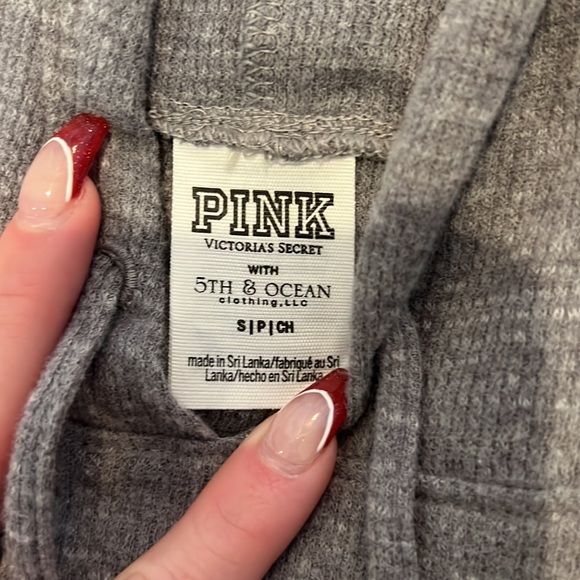 PINK
VICTORIA'S SECRET
WITH
5TH & OCEAN
clothing,LLC
S|P|CH
made in Sri Lanka/fabriqué au Sri
Lanka/hecho en Sri Lanka